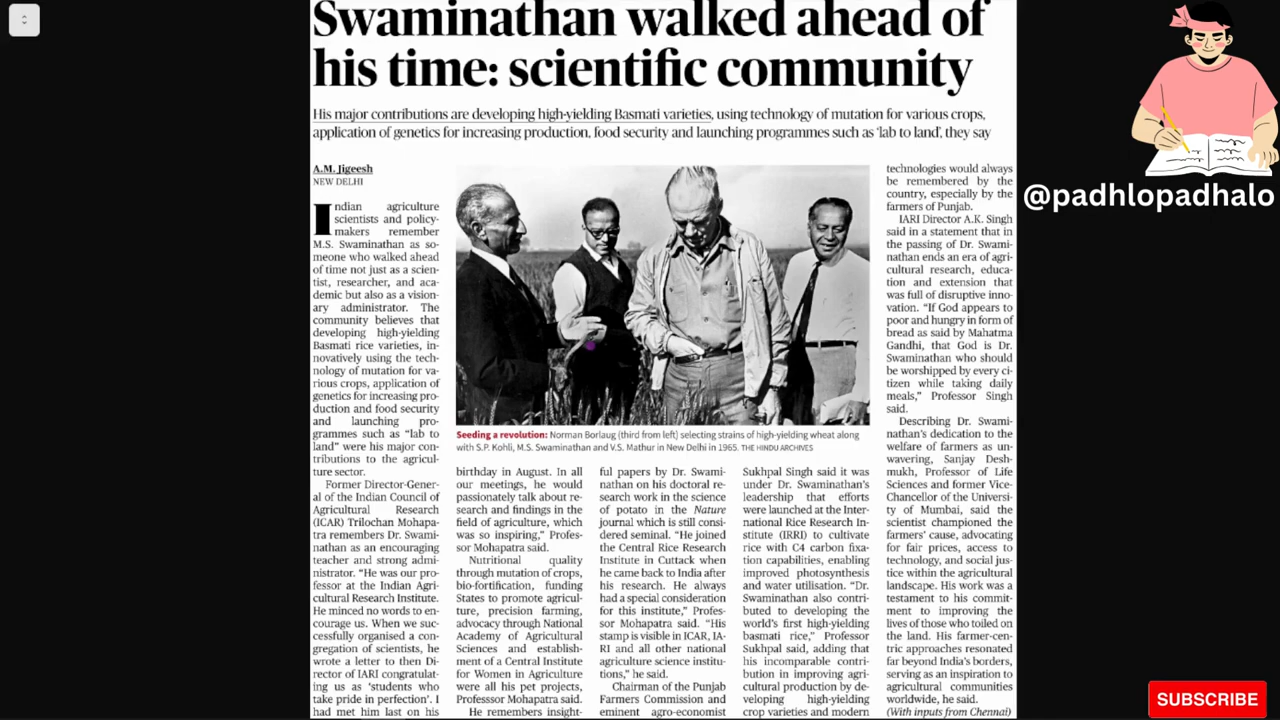 Swaminathan walked ahead of
his time: scientific community
His major contributions are developing high-yielding Basmati varieties, using technology of mutation for various crops,
application of genetics for increasing production, food security and launching programmes such as 'lab to land', they say
A.M. Jigeesh
NEW DELHI
Indian agriculture
scientists and policy-
makers remember
M.S. Swaminathan as so-
meone who walked ahead
of time not just as a scien-
tist, researcher, and aca-
demic but also as a vision-
ary administrator. The
community believes that
developing high-yielding
Basmati rice varieties, in-
novatively using the tech-
nology of mutation for va-
rious crops, application of
genetics for increasing pro-
duction and food security
and launching pro-
grammes such as "lab to
land" were his major con-
tributions to the agricul-
ture sector.
Former Director-Gener-
al of the Indian Council of
Agricultural Research
(ICAR) Trilochan Mohapa-
tra remembers Dr. Swami-
nathan as an encouraging
teacher and strong admi-
nistrator. "He was our pro-
fessor at the Indian Agri-
cultural Research Institute.
He minced no words to en-
courage us. When we suc-
cessfully organised a con-
gregation of scientists, he
wrote a letter to then Di-
rector of IARI congratulat-
ing us as 'students who
take pride in perfection'. I
had met him last on his
Seeding a revolution: Norman Borlaug (third from left) selecting strains of high-yielding wheat along
with S.P. Kohli, M.S. Swaminathan and V.S. Mathur in New Delhi in 1965. THE HINDU ARCHIVES
birthday in August. In all
our meetings, he would
passionately talk about re-
search and findings in the
field of agriculture, which
was so inspiring," Profes-
sor Mohapatra said.
Nutritional quality
through mutation of crops,
bio-fortification, funding
States to promote agricul-
ture, precision farming,
advocacy through National
Academy of Agricultural
Sciences and establish-
ment of a Central Institute
for Women in Agriculture
were all his pet projects,
Professsor Mohapatra said.
He remembers insight-
ful papers by Dr. Swami-
nathan on his doctoral re-
search work in the science
of potato in the Nature
journal which is still consi-
dered seminal. "He joined
the Central Rice Research
Institute in Cuttack when
he came back to India after
his research. He always
had a special consideration
for this institute," Profes-
sor Mohapatra said. "His
stamp is visible in ICAR, IA-
RI and all other national
agriculture science institu-
tions," he said.
Chairman of the Punjab
Farmers Commission and
eminent agro-economist
Sukhpal Singh said it was
under Dr. Swaminathan's
leadership that efforts
were launched at the Inter-
national Rice Research In-
stitute (IRRI) to cultivate
rice with C4 carbon fixa-
tion capabilities, enabling
improved photosynthesis
and water utilisation. "Dr.
Swaminathan also contri-
buted to developing the
world's first high-yielding
basmati rice," Professor
Sukhpal said, adding that
his incomparable contri-
bution in improving agri-
cultural production by de-
veloping high-yielding
crop varieties and modern
technologies would always
be remembered by the
country, especially by the
farmers of Punjab.
IARI Director A.K. Singh
said in a statement that in
the passing of Dr. Swami-
nathan ends an era of agri-
cultural research, educa-
tion and extension that
was full of disruptive inno-
vation. "If God appears to
poor and hungry in form of
bread as said by Mahatma
Gandhi, that God is Dr.
Swaminathan who should
be worshipped by every ci-
tizen while taking daily
meals," Professor Singh
said.
Describing Dr. Swami-
nathan's dedication to the
welfare of farmers as un-
wavering, Sanjay Desh-
mukh, Professor of Life
Sciences and former Vice-
Chancellor of the Universi-
ty of Mumbai, said the
scientist championed the
farmers' cause, advocating
for fair prices, access to
technology, and social jus-
tice within the agricultural
landscape. His work was a
testament to his commit-
ment to improving the
lives of those who toiled on
the land. His farmer-cen-
tric approaches resonated
far beyond India's borders,
serving as an inspiration to
agricultural communities
worldwide, he said.
(With inputs from Chennai)
@padhlopadhalo
SUBSCRIBE